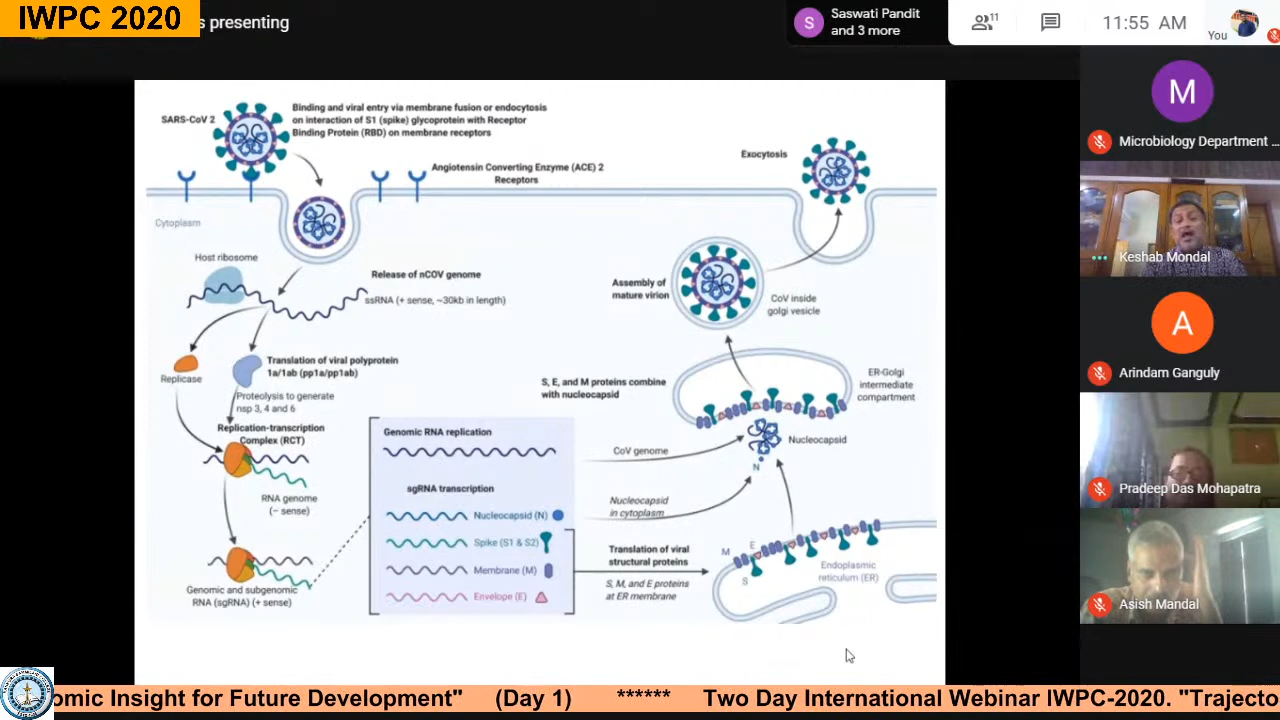 IWPC 2020
s presenting
S
Saswati Pandit
and 3 more
11
11:55 AM
You
M
Microbiology Department ...
Keshab Mondal
A
Arindam Ganguly
Pradeep Das Mohapatra
Asish Mandal
SARS-CoV 2
Binding and viral entry via membrane fusion or endocytosis
on interaction of S1 (spike) glycoprotein with Receptor
Binding Protein (RBD) on membrane receptors
Angiotensin Converting Enzyme (ACE) 2
Receptors
Exocytosis
Cytoplasm
Host ribosome
Release of nCOV genome
ssRNA (+ sense, ~30kb in length)
Assembly of
mature virion
CoV inside
golgi vesicle
Replicase
Translation of viral polyprotein
1a/1ab (pp1a/pp1ab)
Proteolysis to generate
nsp 3, 4 and 6
Replication-transcription
Complex (RCT)
RNA genome
(− sense)
Genomic and subgenomic
RNA (sgRNA) (+ sense)
S, E, and M proteins combine
with nucleocapsid
ER-Golgi
intermediate
compartment
Genomic RNA replication
CoV genome
Nucleocapsid
N
sgRNA transcription
Nucleocapsid (N)
Spike (S1 & S2)
Membrane (M)
Envelope (E)
Nucleocapsid
in cytoplasm
Translation of viral
structural proteins
S, M, and E proteins
at ER membrane
M
E
S
Endoplasmic
reticulum (ER)
omic Insight for Future Development" (Day 1) ****** Two Day International Webinar IWPC-2020. "Trajecto